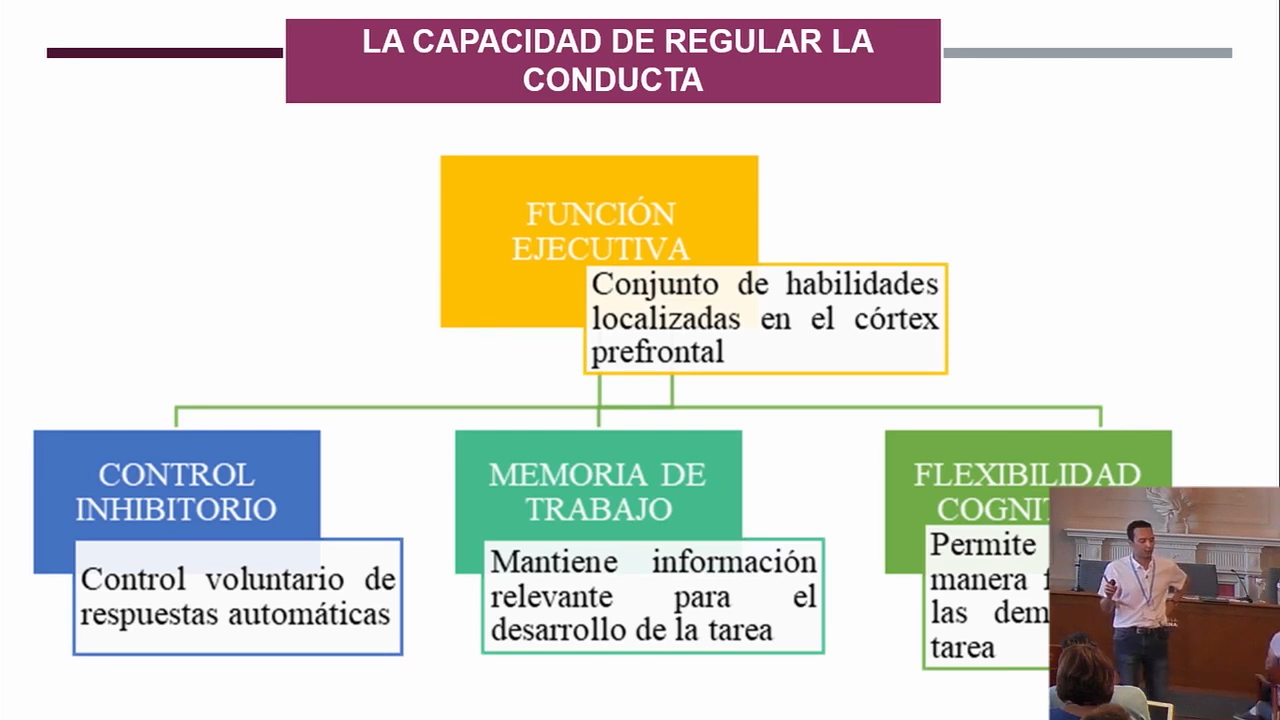 LA CAPACIDAD DE REGULAR LA
CONDUCTA
FUNCIÓN
EJECUTIVA
Conjunto de habilidades
localizadas en el córtex
prefrontal
CONTROL
INHIBITORIO
Control voluntario de
respuestas automáticas
MEMORIA DE
TRABAJO
Mantiene información
relevante para el
desarrollo de la tarea
FLEXIBILIDAD
Permite
manera
las
tarea